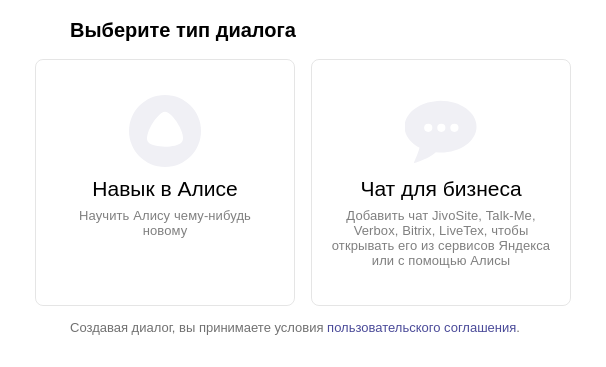 Выберите тип диалога
Навык в Алисе
Научить Алису чему-нибудь
новому
Чат для бизнеса
Добавить чат JivoSite, Talk-Me,
Verbox, Bitrix, LiveTex, чтобы
открывать его из сервисов Яндекса
или с помощью Алисы
Создавая диалог, вы принимаете условия пользовательского соглашения.